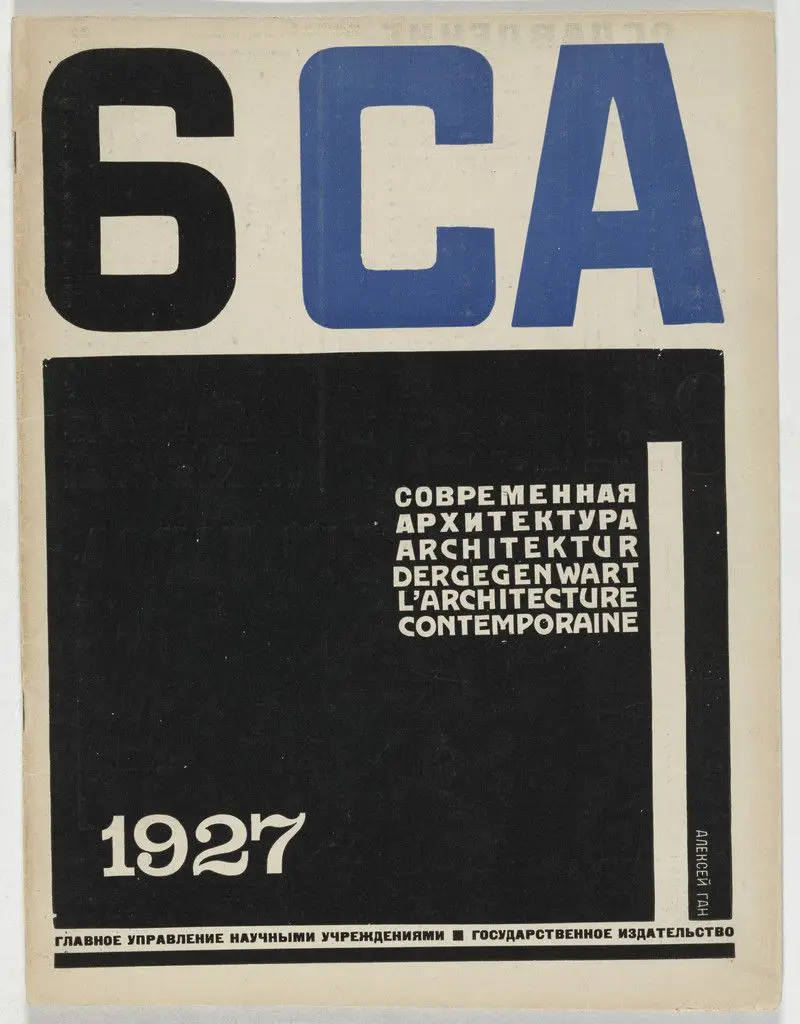 6 СА
СОВРЕМЕННАЯ
АРХИТЕКТУРА
ARCHITEKTUR
DERGEGENWART
L'ARCHITECTURE
CONTEMPORAINE
1927
АЛЕКСЕЙ ГАН
ГЛАВНОЕ УПРАВЛЕНИЕ НАУЧНЫМИ УЧРЕЖДЕНИЯМИ ■ ГОСУДАРСТВЕННОЕ ИЗДАТЕЛЬСТВО